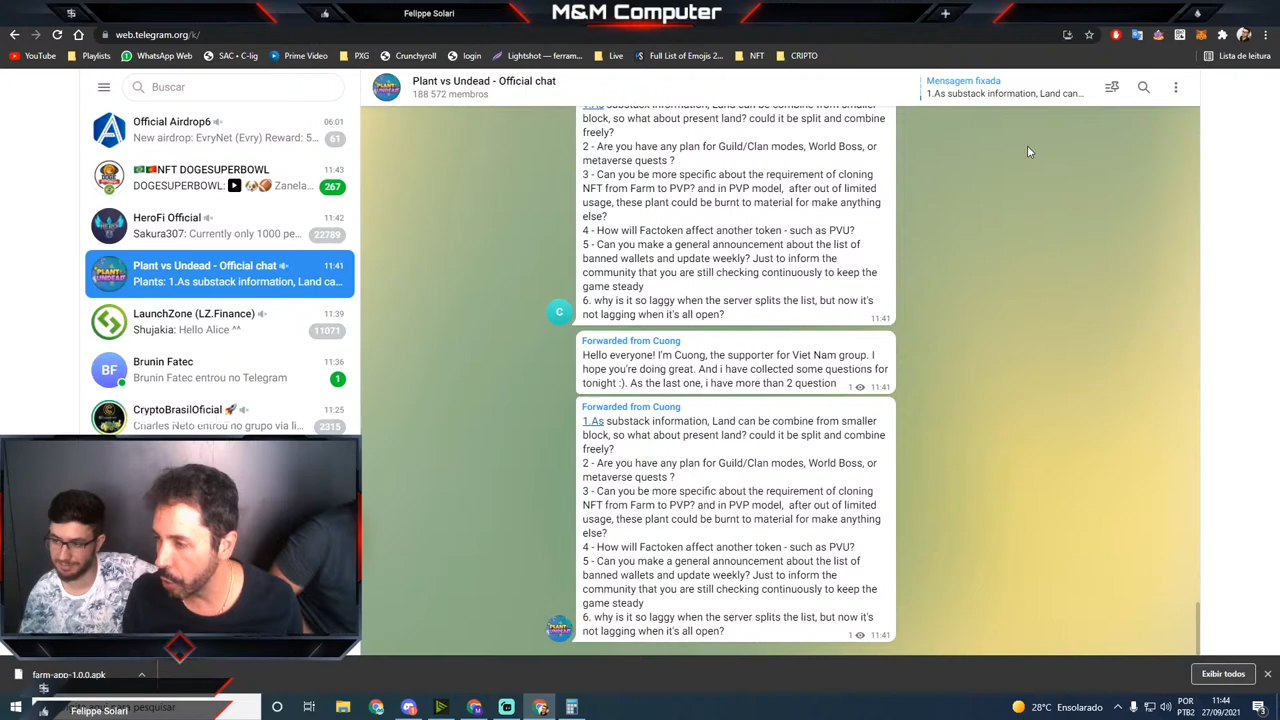 M&M Computer
Felippe Solari
web.telegram.org/k/
YouTube
Playlists
WhatsApp Web
SAC • C-lig
Prime Video
PXG
Crunchyroll
login
Lightshot — ferram...
Live
Full List of Emojis 2...
NFT
CRIPTO
Lista de leitura
Buscar
Plant vs Undead - Official chat
188 572 membros
Mensagem fixada
1.As substack information, Land can...
Official Airdrop6
06:01
New airdrop: EvryNet (Evry) Reward: 5...
61
NFT DOGESUPERBOWL
11:43
DOGESUPERBOWL: Zanela...
267
HeroFi Official
11:42
Sakura307: Currently only 1000 pe...
22789
Plant vs Undead - Official chat
11:41
Plants: 1.As substack information, Land ca...
LaunchZone (LZ.Finance)
11:39
Shujakia: Hello Alice ^^
11071
BF
Brunin Fatec
11:36
Brunin Fatec entrou no Telegram
1
CryptoBrasilOficial
11:25
Charles Neto entrou no grupo via li...
2315
1.As substack information, Land can be combine from smaller
block, so what about present land? could it be split and combine
freely?
2 - Are you have any plan for Guild/Clan modes, World Boss, or
metaverse quests ?
3 - Can you be more specific about the requirement of cloning
NFT from Farm to PVP? and in PVP model, after out of limited
usage, these plant could be burnt to material for make anything
else?
4 - How will Factoken affect another token - such as PVU?
5 - Can you make a general announcement about the list of
banned wallets and update weekly? Just to inform the
community that you are still checking continuously to keep the
game steady
6. why is it so laggy when the server splits the list, but now it's
not lagging when it's all open?
11:41
C
Forwarded from Cuong
Hello everyone! I'm Cuong, the supporter for Viet Nam group. I
hope you're doing great. And i have collected some questions for
tonight :). As the last one, i have more than 2 question
1 11:41
Forwarded from Cuong
1.As substack information, Land can be combine from smaller
block, so what about present land? could it be split and combine
freely?
2 - Are you have any plan for Guild/Clan modes, World Boss, or
metaverse quests ?
3 - Can you be more specific about the requirement of cloning
NFT from Farm to PVP? and in PVP model, after out of limited
usage, these plant could be burnt to material for make anything
else?
4 - How will Factoken affect another token - such as PVU?
5 - Can you make a general announcement about the list of
banned wallets and update weekly? Just to inform the
community that you are still checking continuously to keep the
game steady
6. why is it so laggy when the server splits the list, but now it's
not lagging when it's all open?
1 11:41
farm-app-1.0.0.apk
Exibir todos
aqui para pesquisar
Felippe Solari
28°C Ensolarado
POR
PTB2
11:44
27/09/2021